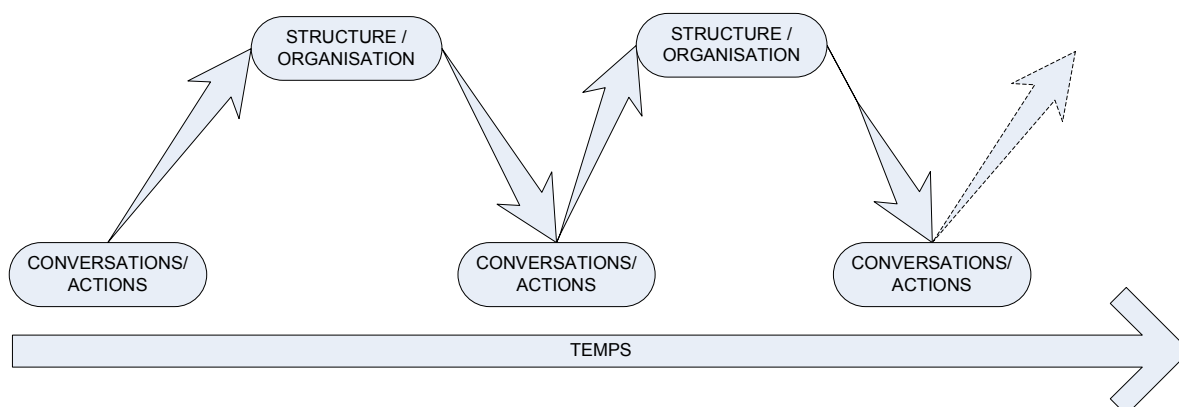 STRUCTURE /
ORGANISATION
STRUCTURE /
ORGANISATION
CONVERSATIONS/
ACTIONS
CONVERSATIONS/
ACTIONS
CONVERSATIONS/
ACTIONS
TEMPS